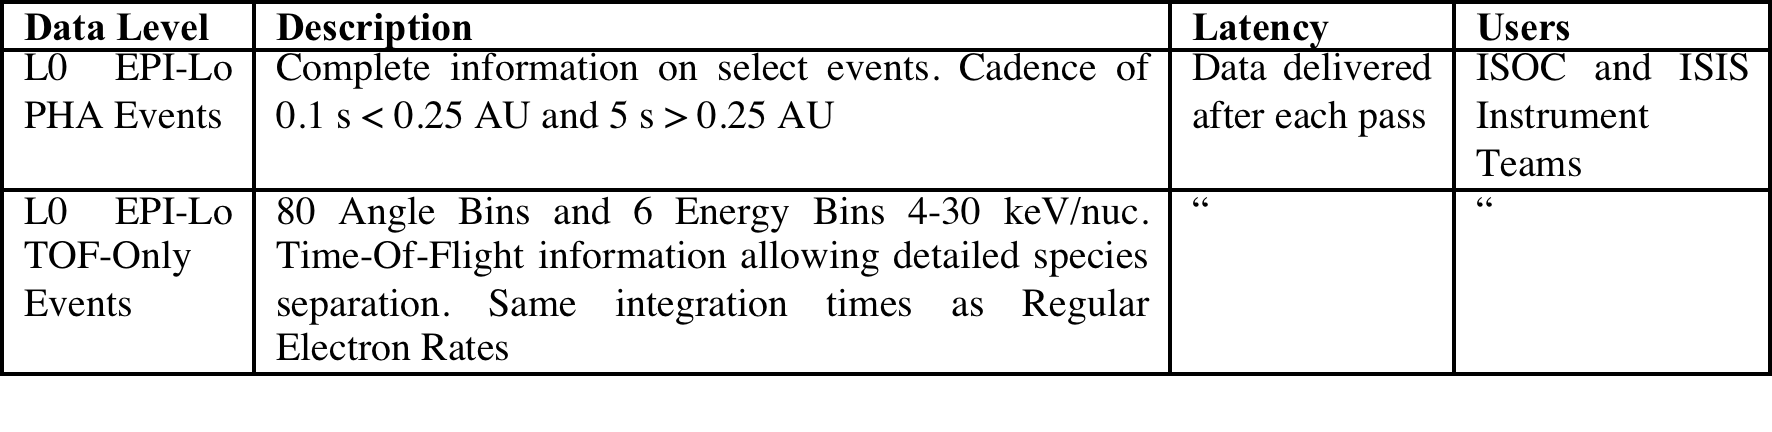 Data Level Description Latency Users
L0 EPI-Lo PHA Events
Complete information on select events. Cadence of
0.1 s < 0.25 AU and 5 s > 0.25 AU
Data delivered
after each pass
ISOC and ISIS
Instrument
Teams
L0 EPI-Lo
TOF-Only
Events
80 Angle Bins and 6 Energy Bins 4-30 keV/nuc.
Time-Of-Flight information allowing detailed species
separation. Same integration times as Regular
Electron Rates
“
“